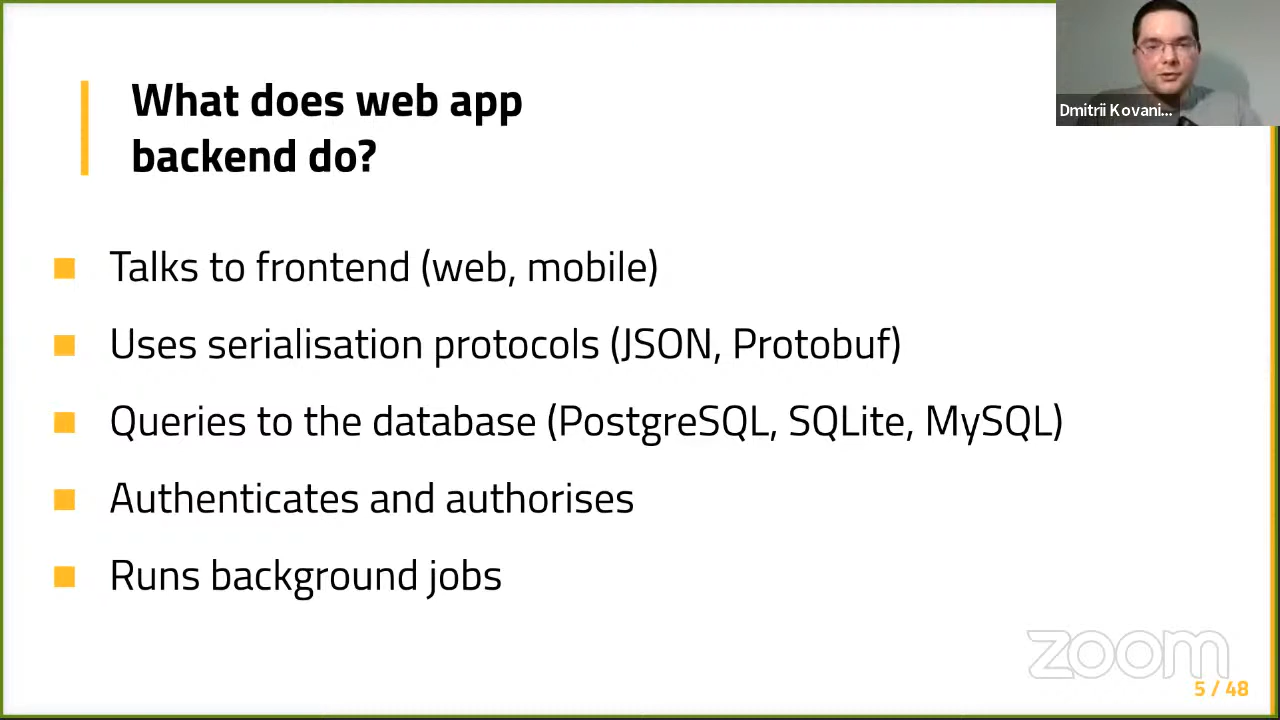 What does web app
backend do?
Dmitrii Kovani...
Talks to frontend (web, mobile)
Uses serialisation protocols (JSON, Protobuf)
Queries to the database (PostgreSQL, SQLite, MySQL)
Authenticates and authorises
Runs background jobs
zoom
5 / 48